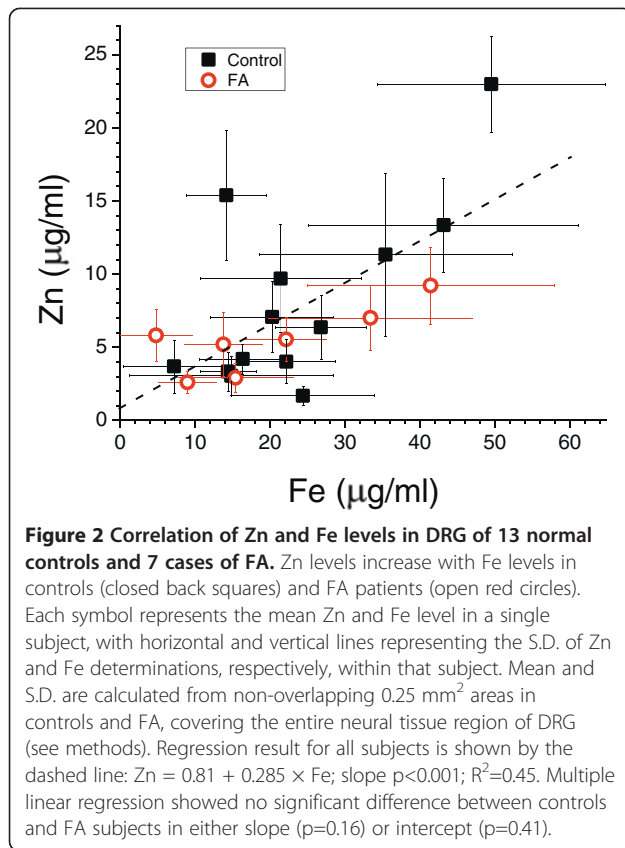 Control
FA
25
20
15
10
5
0
Zn (µg/ml)
0 10 20 30 40 50 60
Fe (µg/ml)
Figure 2 Correlation of Zn and Fe levels in DRG of 13 normal
controls and 7 cases of FA. Zn levels increase with Fe levels in
controls (closed back squares) and FA patients (open red circles).
Each symbol represents the mean Zn and Fe level in a single
subject, with horizontal and vertical lines representing the S.D. of Zn
and Fe determinations, respectively, within that subject. Mean and
S.D. are calculated from non-overlapping 0.25 mm² areas in
controls and FA, covering the entire neural tissue region of DRG
(see methods). Regression result for all subjects is shown by the
dashed line: Zn = 0.81 + 0.285 × Fe; slope p<0.001; R²=0.45. Multiple
linear regression showed no significant difference between controls
and FA subjects in either slope (p=0.16) or intercept (p=0.41).